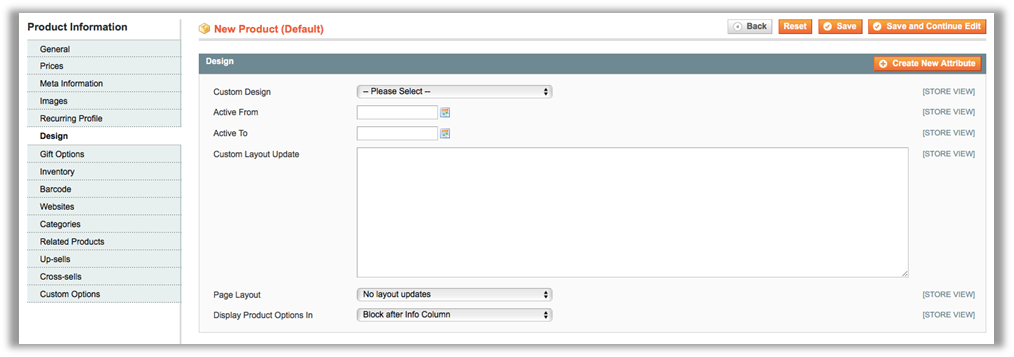 Product Information
General
Prices
Meta Information
Images
Recurring Profile
Design
Gift Options
Inventory
Barcode
Websites
Categories
Related Products
Up-sells
Cross-sells
Custom Options
New Product (Default)
Back Reset Save Save and Continue Edit
Design Create New Attribute
Custom Design -- Please Select -- [STORE VIEW]
Active From [STORE VIEW]
Active To [STORE VIEW]
Custom Layout Update [STORE VIEW]
Page Layout No layout updates [STORE VIEW]
Display Product Options In Block after Info Column [STORE VIEW]